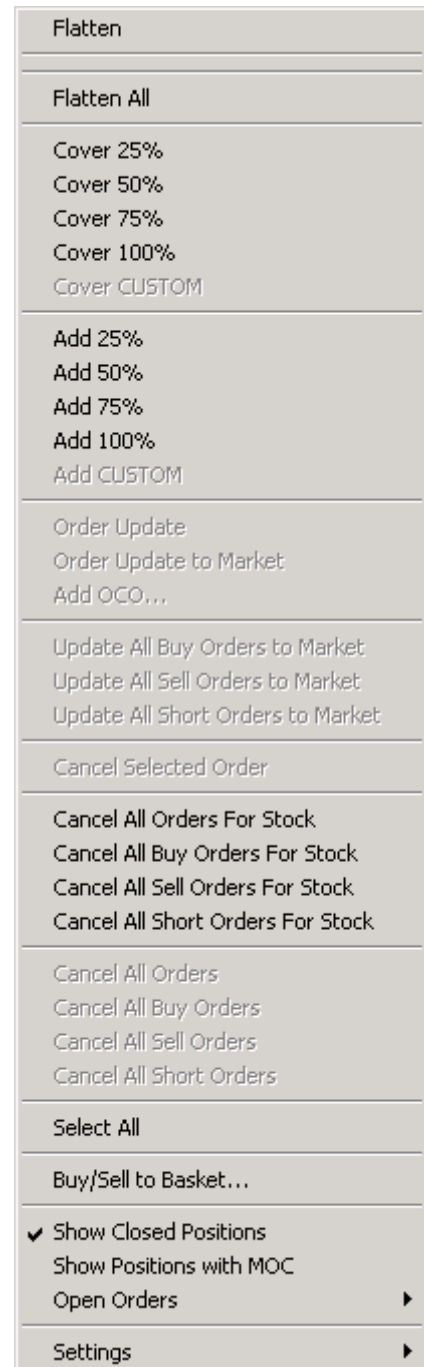 Flatten
Flatten All
Cover 25%
Cover 50%
Cover 75%
Cover 100%
Cover CUSTOM
Add 25%
Add 50%
Add 75%
Add 100%
Add CUSTOM
Order Update
Order Update to Market
Add OCO...
Update All Buy Orders to Market
Update All Sell Orders to Market
Update All Short Orders to Market
Cancel Selected Order
Cancel All Orders For Stock
Cancel All Buy Orders For Stock
Cancel All Sell Orders For Stock
Cancel All Short Orders For Stock
Cancel All Orders
Cancel All Buy Orders
Cancel All Sell Orders
Cancel All Short Orders
Select All
Buy/Sell to Basket...
Show Closed Positions
Show Positions with MOC
Open Orders
Settings